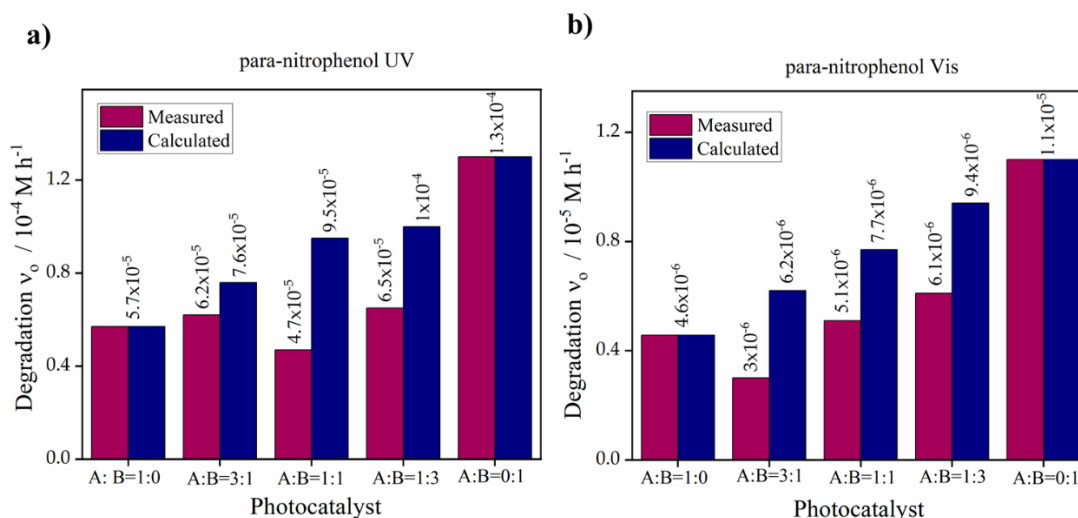 a)
para-nitrophenol UV
Measured
Calculated
Degradation ν₀ / 10⁻⁴ M h⁻¹
1.2
0.8
0.4
0.0
5.7x10⁻⁵
6.2x10⁻⁵
7.6x10⁻⁵
4.7x10⁻⁵
9.5x10⁻⁵
6.5x10⁻⁵
1x10⁻⁴
1.3x10⁻⁴
A: B=1:0
A:B=3:1
A:B=1:1
A:B=1:3
A:B=0:1
Photocatalyst
b)
para-nitrophenol Vis
Measured
Calculated
Degradation ν₀ / 10⁻⁵ M h⁻¹
1.2
0.8
0.4
0.0
4.6x10⁻⁶
3x10⁻⁶
6.2x10⁻⁶
5.1x10⁻⁶
7.7x10⁻⁶
6.1x10⁻⁶
9.4x10⁻⁶
1.1x10⁻⁵
A:B=1:0
A:B=3:1
A:B=1:1
A:B=1:3
A:B=0:1
Photocatalyst